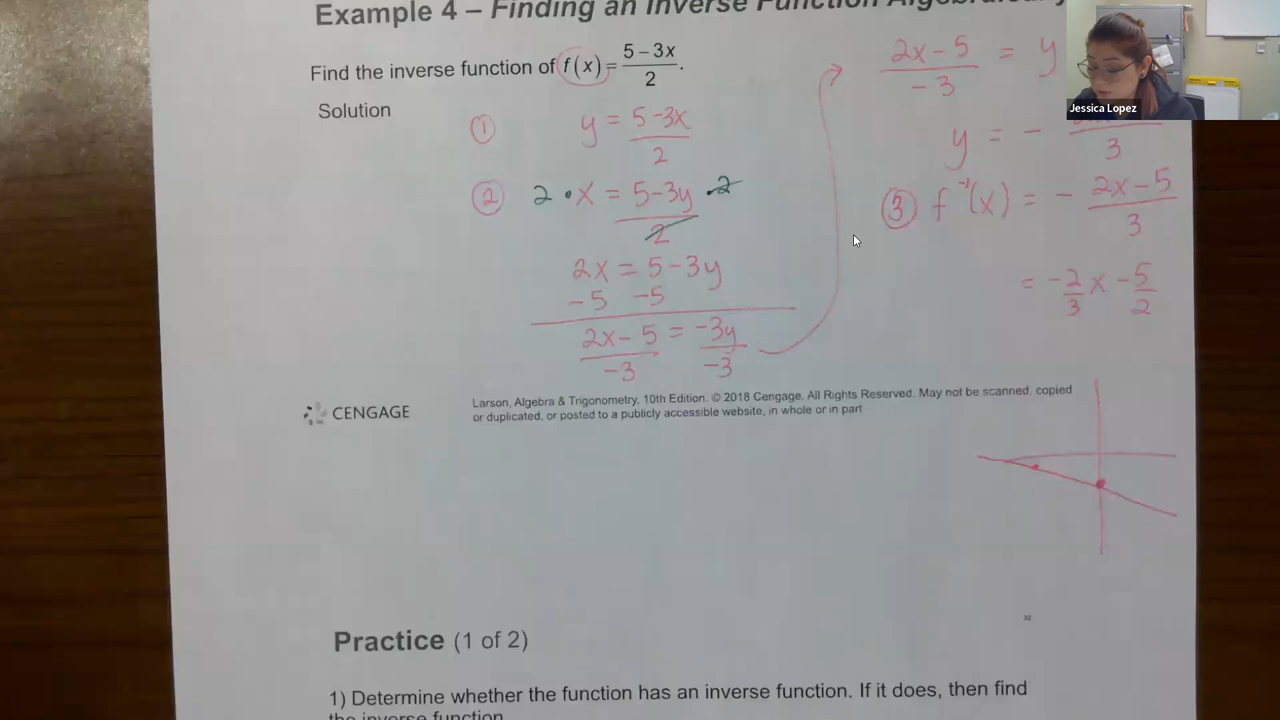 Example 4 – Finding an Inverse Function Algebraically
Find the inverse function of f(x) = (5 – 3x)/2.
Solution
① y = (5-3x)/2
② 2 • x = (5-3y)/2 • 2
2x = 5-3y
-5 -5
(2x-5)/-3 = -3y/-3
(2x-5)/-3 = y
y = - /3
③ f⁻¹(x) = - (2x-5)/3
= -2/3 x - 5/2
Jessica Lopez
CENGAGE
Larson, Algebra & Trigonometry, 10th Edition. © 2018 Cengage. All Rights Reserved. May not be scanned, copied
or duplicated, or posted to a publicly accessible website, in whole or in part
32
Practice (1 of 2)
1) Determine whether the function has an inverse function. If it does, then find
the inverse function